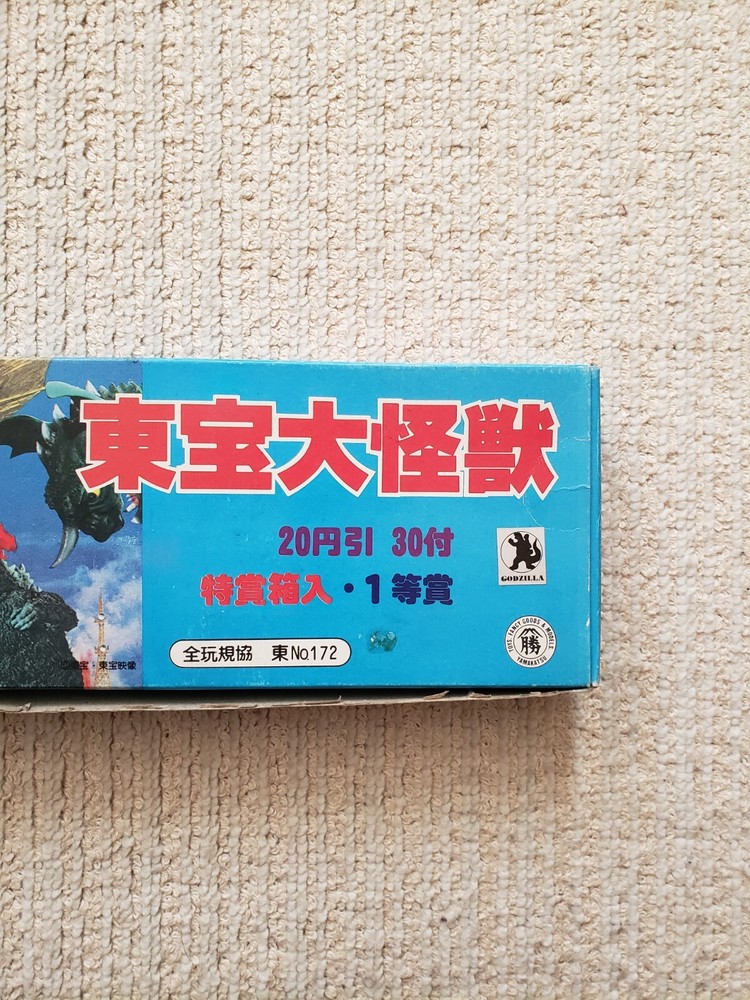 東宝大怪獣
20円引 30付
特賞箱入・1等賞
GODZILLA
全玩規協 東No.172
TOYS, FANCY GOODS & MODELS
勝
YAMAKATSU
東宝・東宝映像